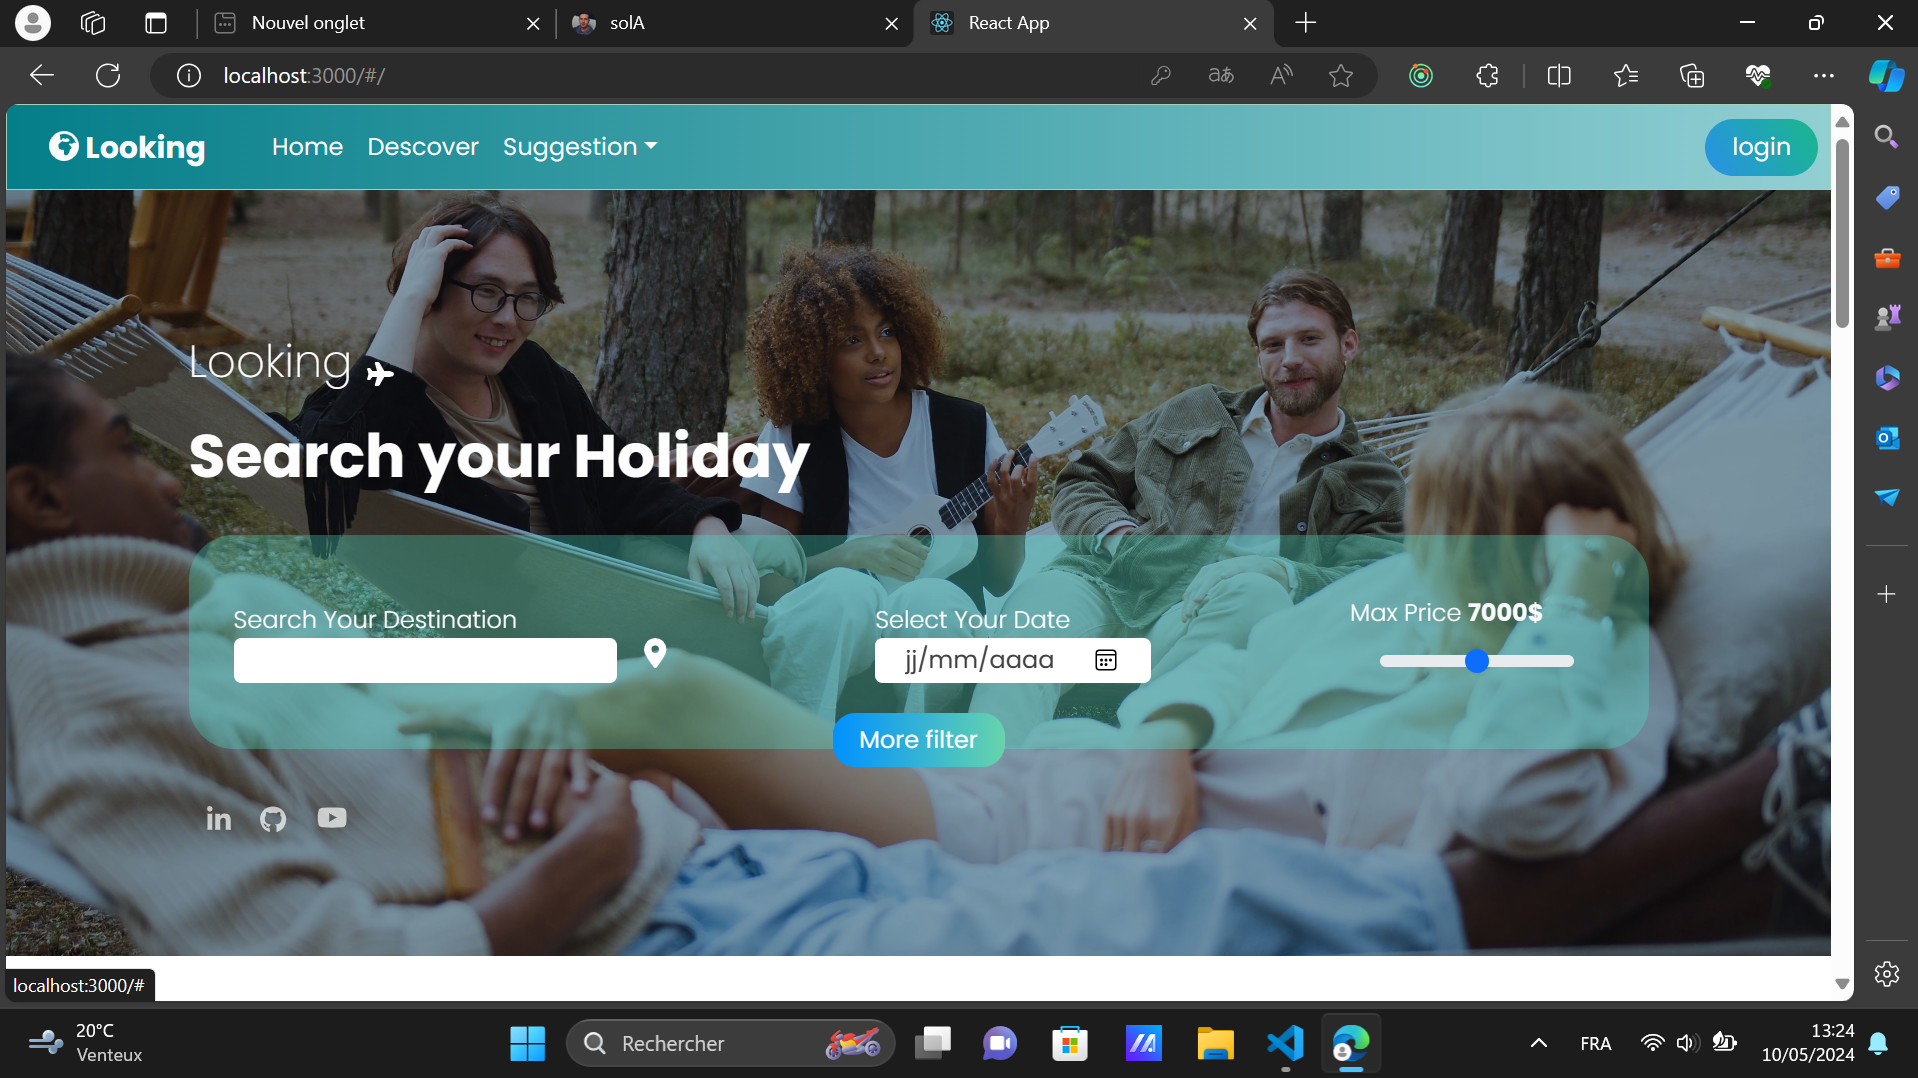 Nouvel onglet
solA
React App
localhost:3000/#/
Looking
Home
Descover
Suggestion
login
Looking
Search your Holiday
Search Your Destination
Select Your Date
Max Price 7000$
jj/mm/aaaa
More filter
in
localhost:3000/#
20°C
Venteux
Rechercher
FRA
13:24
10/05/2024